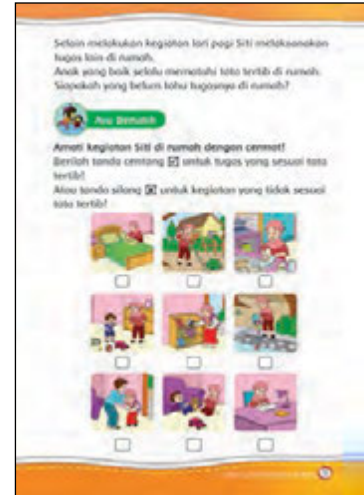 Selain melakukan kegiatan lari pagi Siti melaksanakan
tugas lain di rumah.
Anak yang baik selalu mematuhi tata tertib di rumah.
Siapakah yang belum tahu tugasnya di rumah?
Ayo Berlatih
Amati kegiatan Siti di rumah dengan cermat!
Berilah tanda centang ☑ untuk tugas yang sesuai tata
tertib!
Atau tanda silang ☒ untuk kegiatan yang tidak sesuai
tata tertib!